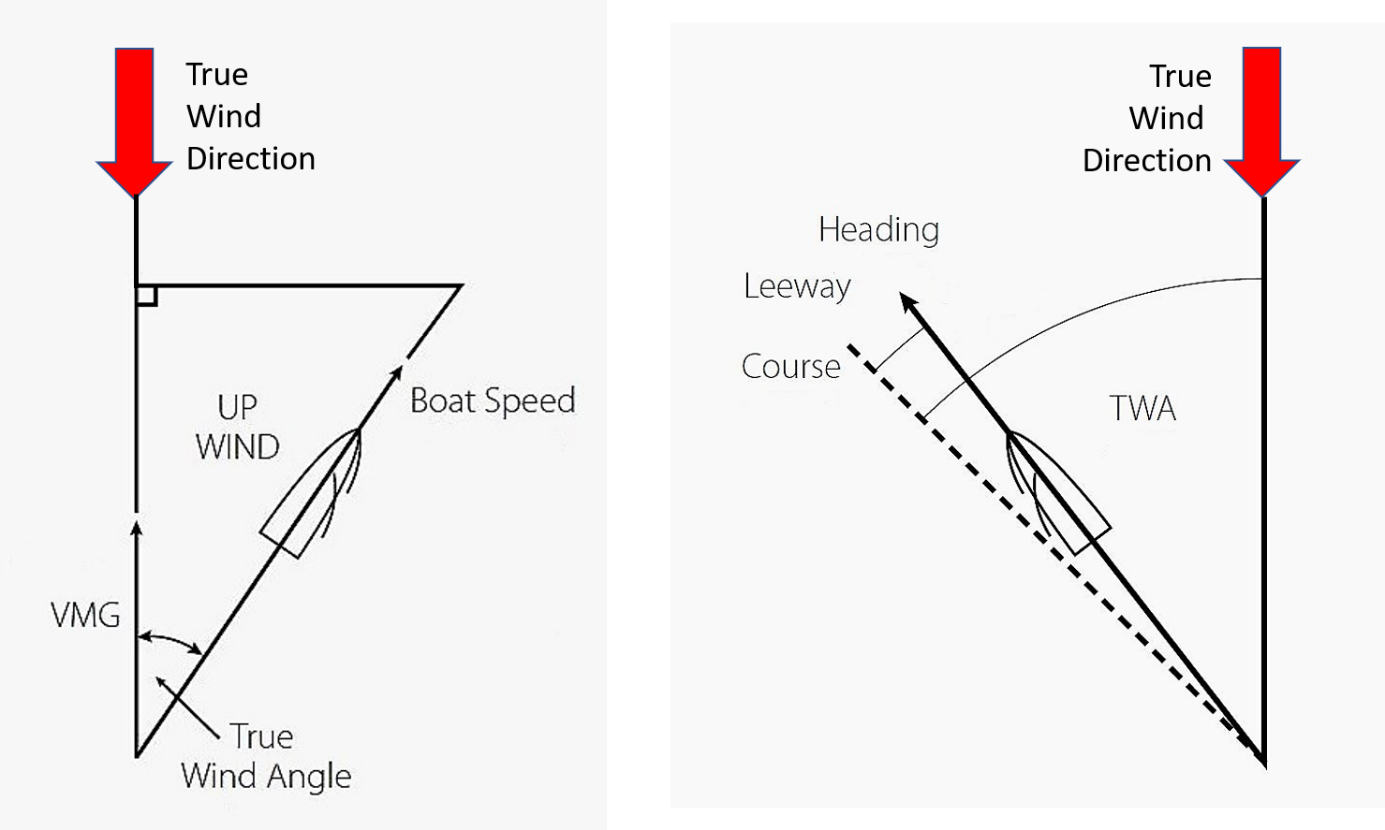 True
Wind
Direction
UP
WIND
Boat Speed
VMG
True
Wind Angle
True
Wind
Direction
Heading
Leeway
Course
TWA